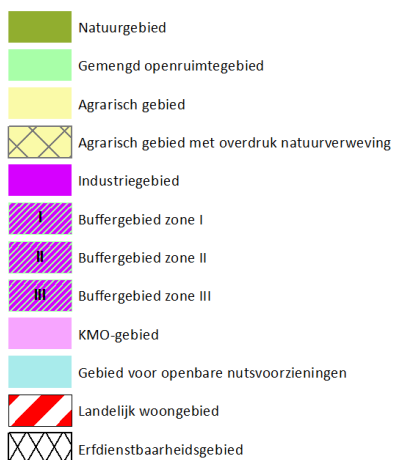 Natuurgebied
Gemengd openruimtegebied
Agrarisch gebied
Agrarisch gebied met overdruk natuurverweving
Industriegebied
I Buffergebied zone I
II Buffergebied zone II
III Buffergebied zone III
KMO-gebied
Gebied voor openbare nutsvoorzieningen
Landelijk woongebied
Erfdienstbaarheidsgebied